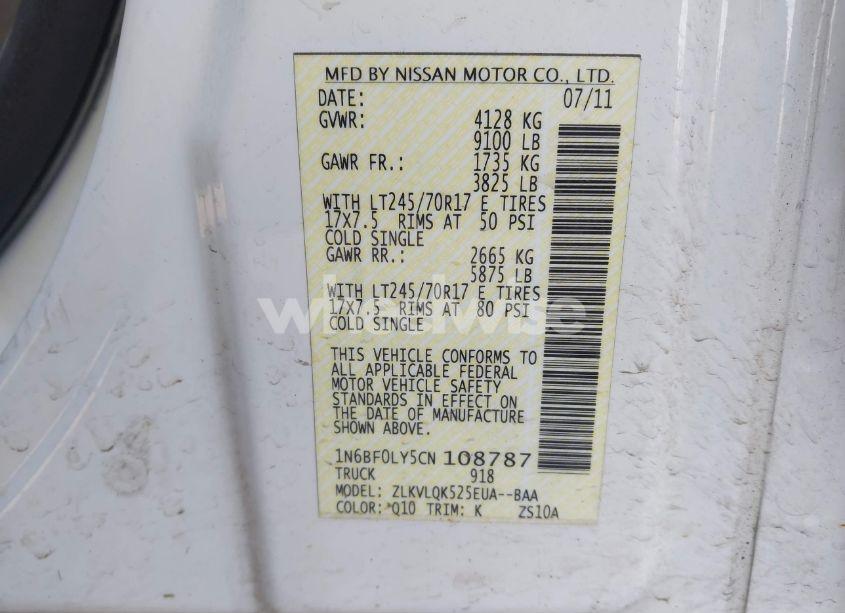 MFD BY NISSAN MOTOR CO., LTD.
DATE: 07/11
GVWR: 4128 KG
9100 LB
GAWR FR.: 1735 KG
3825 LB
WITH LT245/70R17 E TIRES
17X7.5 RIMS AT 50 PSI
COLD SINGLE
GAWR RR.: 2665 KG
5875 LB
WITH LT245/70R17 E TIRES
17X7.5 RIMS AT 80 PSI
COLD SINGLE
wheelwise
THIS VEHICLE CONFORMS TO
ALL APPLICABLE FEDERAL
MOTOR VEHICLE SAFETY
STANDARDS IN EFFECT ON
THE DATE OF MANUFACTURE
SHOWN ABOVE.
1N6BF0LY5CN 108787
TRUCK 918
MODEL: ZLKVLQK525EUA--BAA
COLOR: Q10 TRIM: K ZS10A